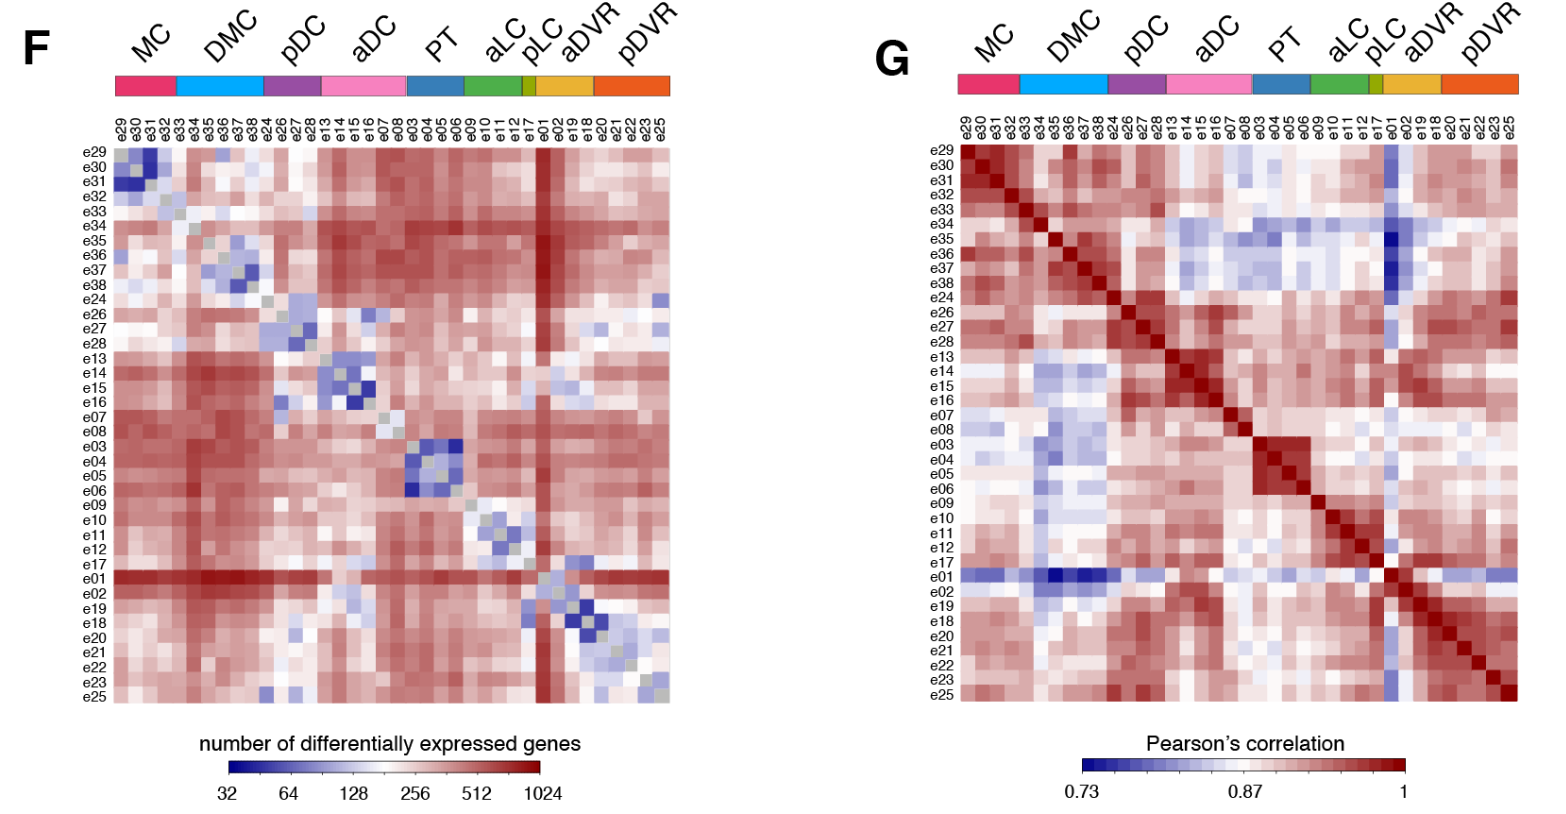 F
MC DMC pDC aDC PT aLC pLC aDVR pDVR
e29 e30 e31 e32 e33 e34 e35 e36 e37 e38 e24 e26 e27 e28 e13 e14 e15 e16 e07 e08 e03 e04 e05 e06 e09 e10 e11 e12 e17 e01 e02 e19 e18 e20 e21 e22 e23 e25
e29
e30
e31
e32
e33
e34
e35
e36
e37
e38
e24
e26
e27
e28
e13
e14
e15
e16
e07
e08
e03
e04
e05
e06
e09
e10
e11
e12
e17
e01
e02
e19
e18
e20
e21
e22
e23
e25
number of differentially expressed genes
32 64 128 256 512 1024
G
MC DMC pDC aDC PT aLC pLC aDVR pDVR
e29 e30 e31 e32 e33 e34 e35 e36 e37 e38 e24 e26 e27 e28 e13 e14 e15 e16 e07 e08 e03 e04 e05 e06 e09 e10 e11 e12 e17 e01 e02 e19 e18 e20 e21 e22 e23 e25
e29
e30
e31
e32
e33
e34
e35
e36
e37
e38
e24
e26
e27
e28
e13
e14
e15
e16
e07
e08
e03
e04
e05
e06
e09
e10
e11
e12
e17
e01
e02
e19
e18
e20
e21
e22
e23
e25
Pearson's correlation
0.73 0.87 1